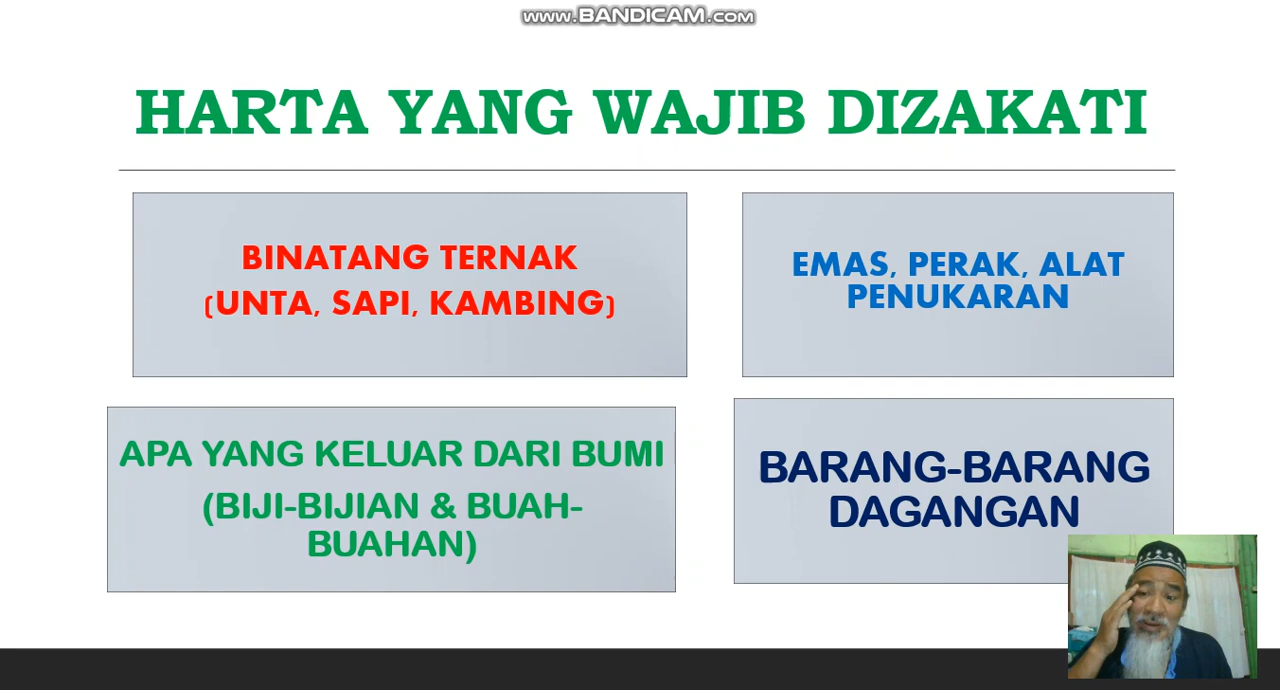 www.BANDICAM.com
HARTA YANG WAJIB DIZAKATI
BINATANG TERNAK
(UNTA, SAPI, KAMBING)
EMAS, PERAK, ALAT
PENUKARAN
APA YANG KELUAR DARI BUMI
(BIJI-BIJIAN & BUAH-
BUAHAN)
BARANG-BARANG
DAGANGAN